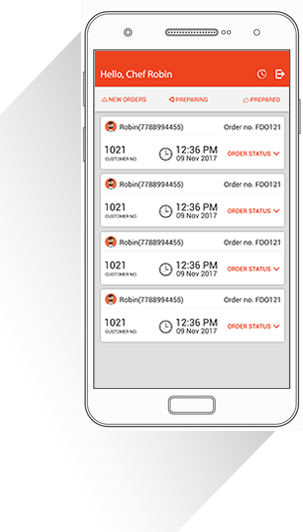 Hello, Chef Robin
NEW ORDERS PREPARING PREPARED
Robin(7788994455) Order no. FDO121
1021 12:36 PM
CUSTOMER NO. 09 Nov 2017 ORDER STATUS
Robin(7788994455) Order no. FDO121
1021 12:36 PM
CUSTOMER NO. 09 Nov 2017 ORDER STATUS
Robin(7788994455) Order no. FDO121
1021 12:36 PM
CUSTOMER NO. 09 Nov 2017 ORDER STATUS
Robin(7788994455) Order no. FDO121
1021 12:36 PM
CUSTOMER NO. 09 Nov 2017 ORDER STATUS